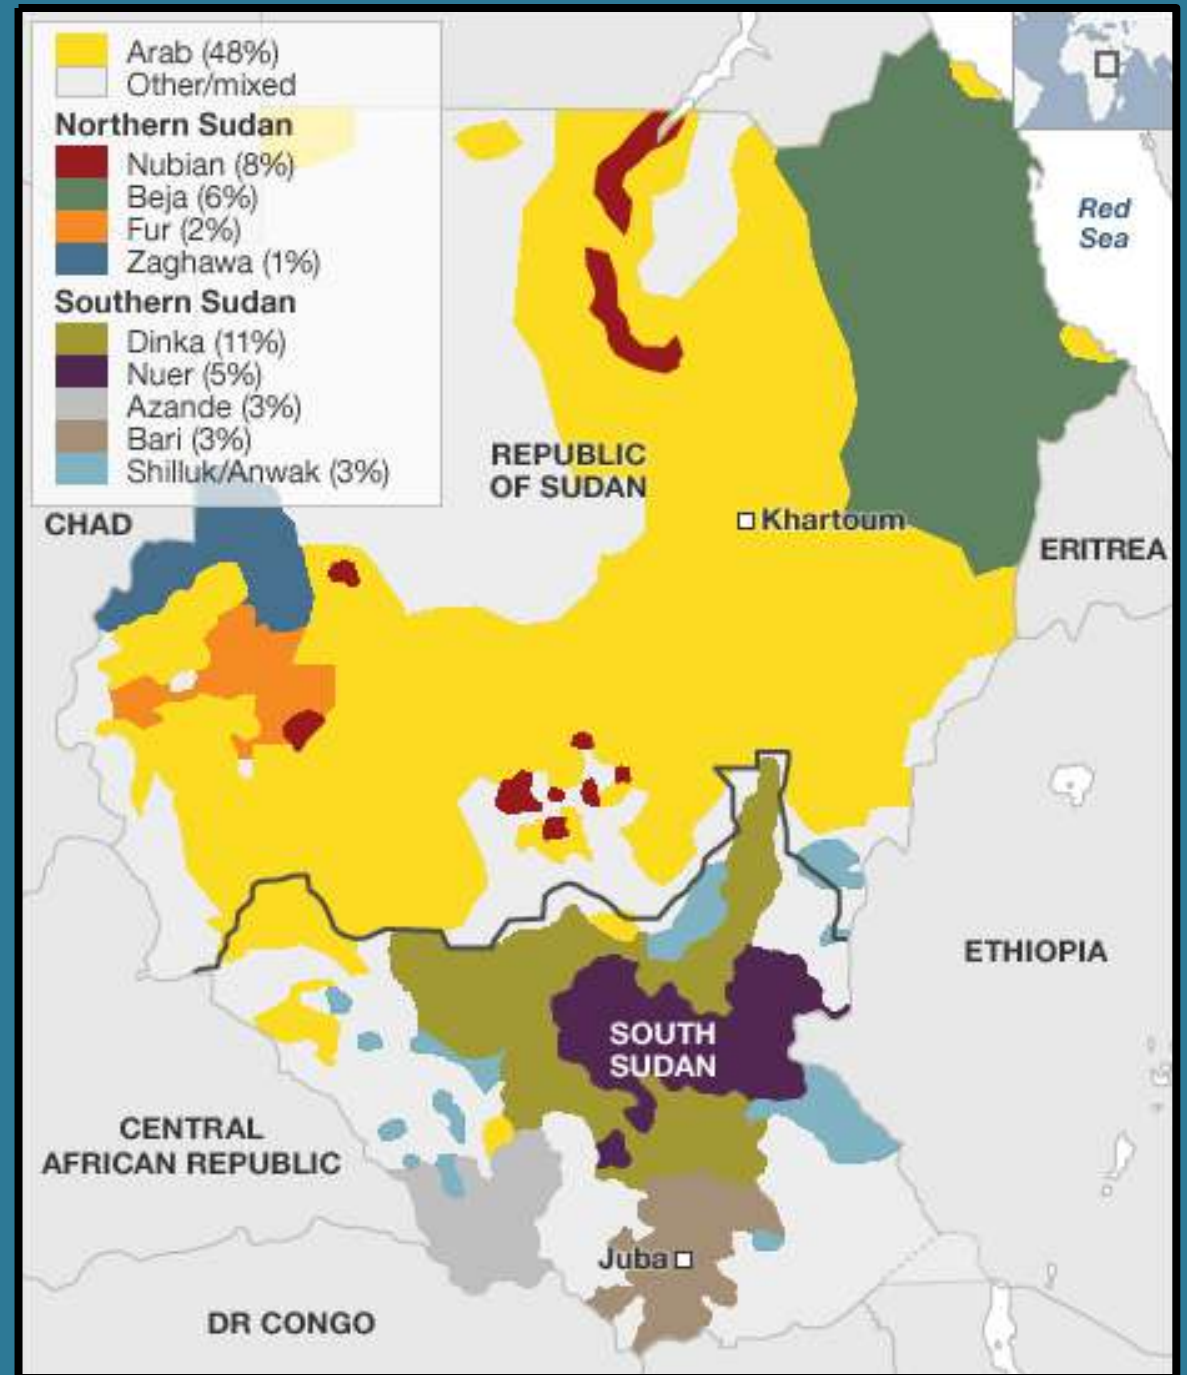 Arab (48%)
Other/mixed
Northern Sudan
Nubian (8%)
Beja (6%)
Fur (2%)
Zaghawa (1%)
Southern Sudan
Dinka (11%)
Nuer (5%)
Azande (3%)
Bari (3%)
Shilluk/Anwak (3%)
Red
Sea
REPUBLIC
OF SUDAN
Khartoum
CHAD
ERITREA
ETHIOPIA
SOUTH
SUDAN
CENTRAL
AFRICAN REPUBLIC
Juba
DR CONGO